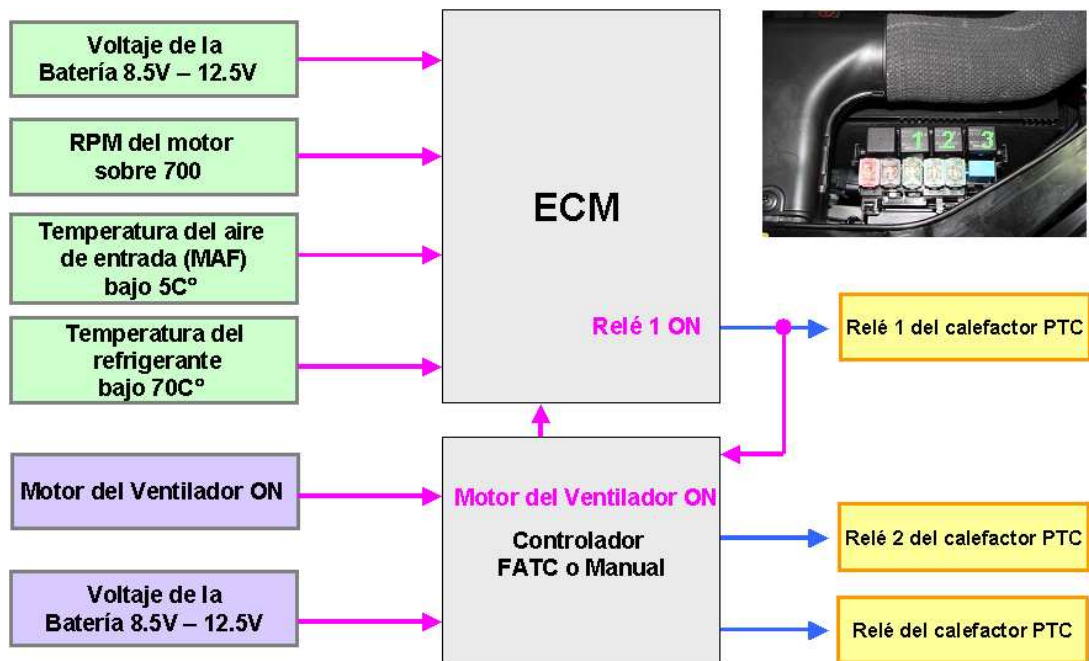 Voltaje de la
Batería 8.5V – 12.5V
RPM del motor
sobre 700
Temperatura del aire
de entrada (MAF)
bajo 5Cº
Temperatura del
refrigerante
bajo 70Cº
Motor del Ventilador ON
Voltaje de la
Batería 8.5V – 12.5V
ECM
Relé 1 ON
Motor del Ventilador ON
Controlador
FATC o Manual
1
2
3
Relé 1 del calefactor PTC
Relé 2 del calefactor PTC
Relé del calefactor PTC